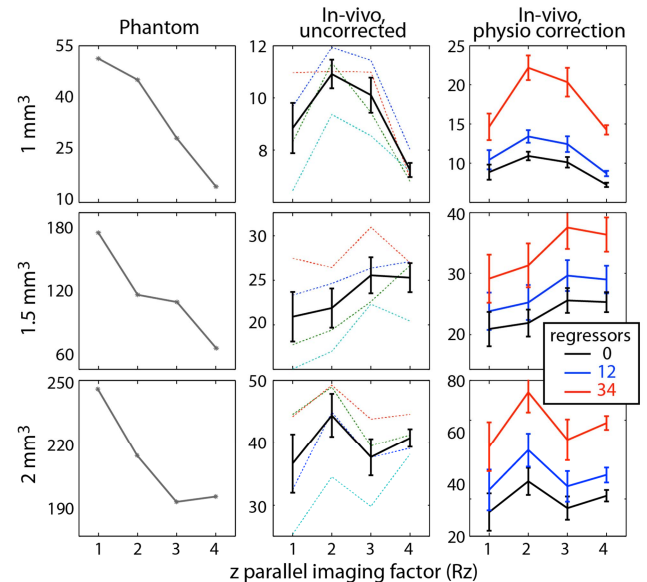 Phantom
In-vivo,
uncorrected
In-vivo,
physio correction
1 mm³
55
40
25
10
12
10
8
25
20
15
10
1.5 mm³
180
120
60
30
25
20
40
30
20
regressors
0
12
34
2 mm³
250
220
190
50
40
30
80
60
40
20
1 2 3 4
1 2 3 4
1 2 3 4
z parallel imaging factor (Rz)